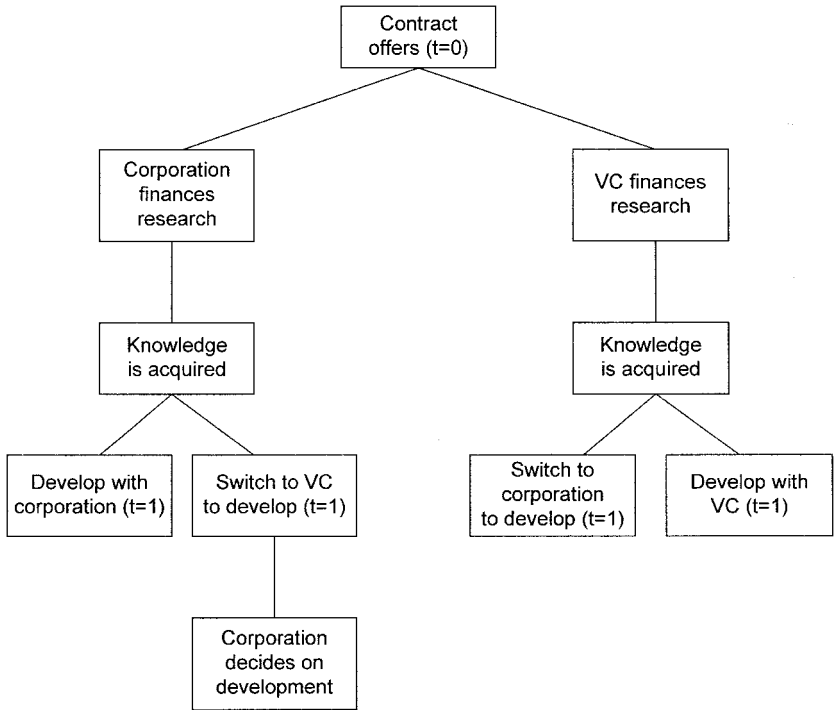 Contract
offers (t=0)
Corporation
finances
research
VC finances
research
Knowledge
is acquired
Knowledge
is acquired
Develop with
corporation (t=1)
Switch to VC
to develop (t=1)
Switch to
corporation
to develop (t=1)
Develop with
VC (t=1)
Corporation
decides on
development